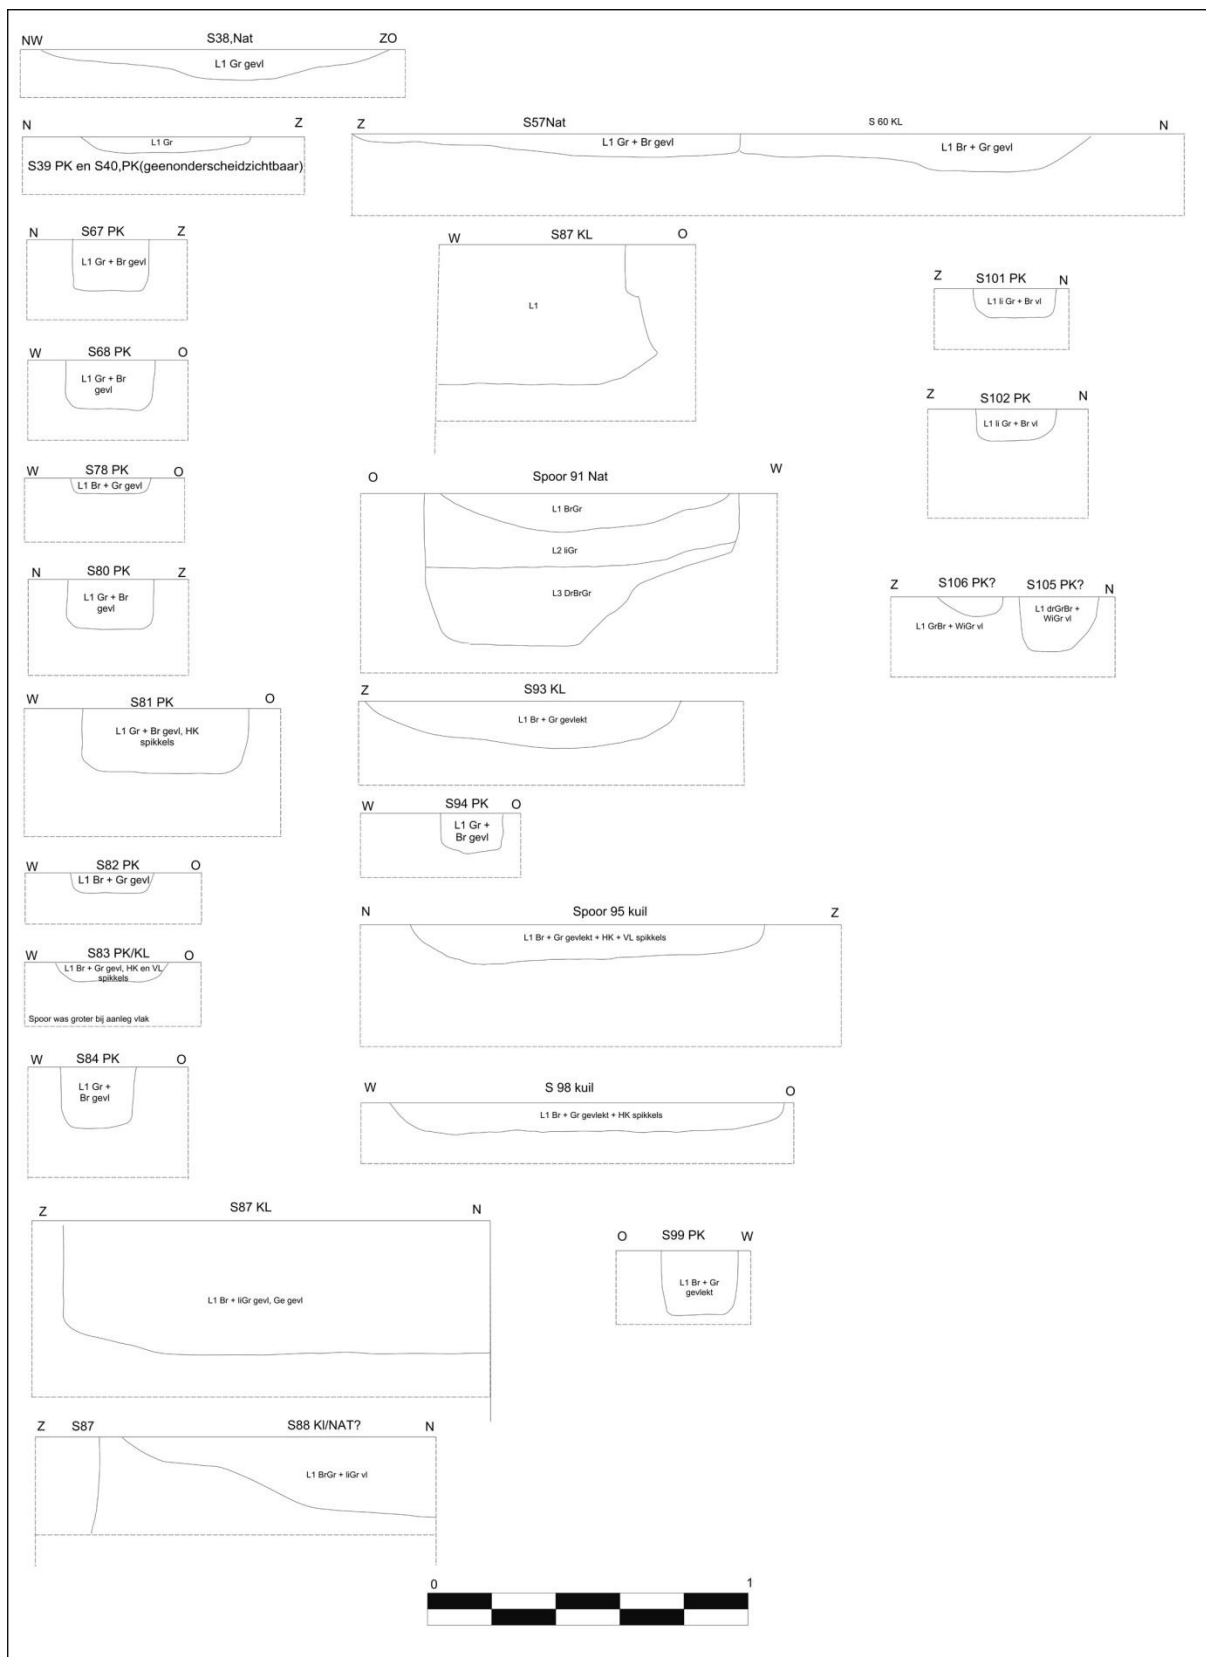 S38,Nat
NW ZO
L1 Gr gevl
N Z
L1 Gr
S39 PK en S40,PK(geenonderscheidzichtbaar)
Z S57Nat S 60 KL N
L1 Gr + Br gevl L1 Br + Gr gevl
N S67 PK Z
L1 Gr + Br gevl
W S68 PK O
L1 Gr + Br
gevl
W S78 PK O
L1 Br + Gr gevl
N S80 PK Z
L1 Gr + Br
gevl
W S81 PK O
L1 Gr + Br gevl, HK
spikkels
W S82 PK O
L1 Br + Gr gevl
W S83 PK/KL O
L1 Br + Gr gevl, HK en VL
spikkels
Spoor was groter bij aanleg vlak
W S84 PK O
L1 Gr +
Br gevl
Z S87 KL N
L1 Br + liGr gevl, Ge gevl
Z S87 S88 Kl/NAT? N
L1 BrGr + liGr vl
W S87 KL O
L1
O Spoor 91 Nat W
L1 BrGr
L2 liGr
L3 DrBrGr
Z S93 KL
L1 Br + Gr gevlekt
W S94 PK O
L1 Gr +
Br gevl
N Spoor 95 kuil Z
L1 Br + Gr gevlekt + HK + VL spikkels
W S 98 kuil O
L1 Br + Gr gevlekt + HK spikkels
O S99 PK W
L1 Br + Gr
gevlekt
Z S101 PK N
L1 li Gr + Br vl
Z S102 PK N
L1 li Gr + Br vl
Z S106 PK? S105 PK? N
L1 GrBr + WiGr vl
L1 drGrBr +
WiGr vl
0 1